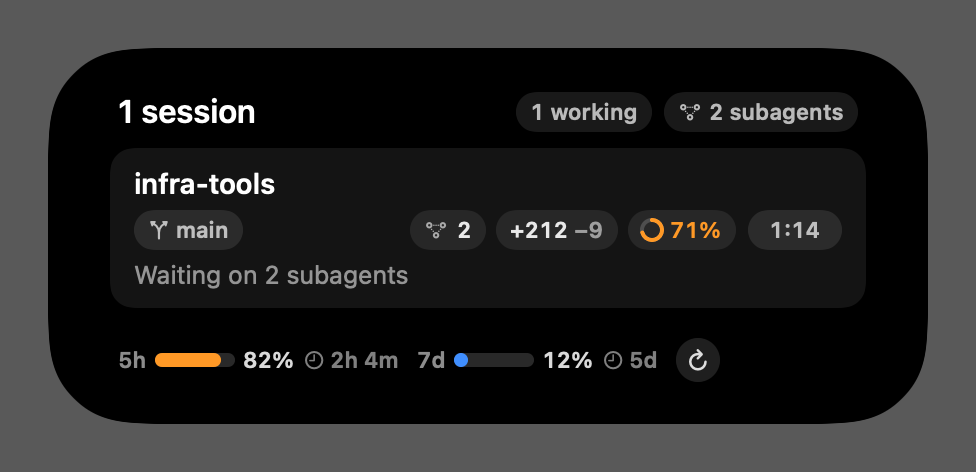 1 session 1 working 2 subagents
infra-tools
main 2 +212 −9 71% 1:14
Waiting on 2 subagents
5h 82% 2h 4m 7d 12% 5d